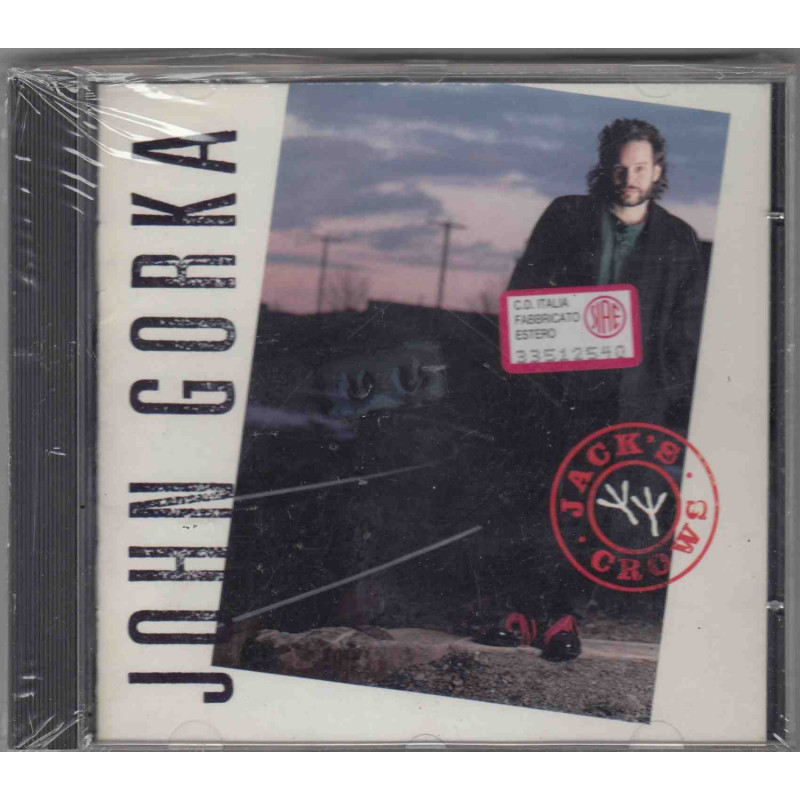 JOHN GORKA
C.D. ITALIA
FABBRICATO
ESTERO
SIAE
33512540
JACK'S
CROWS